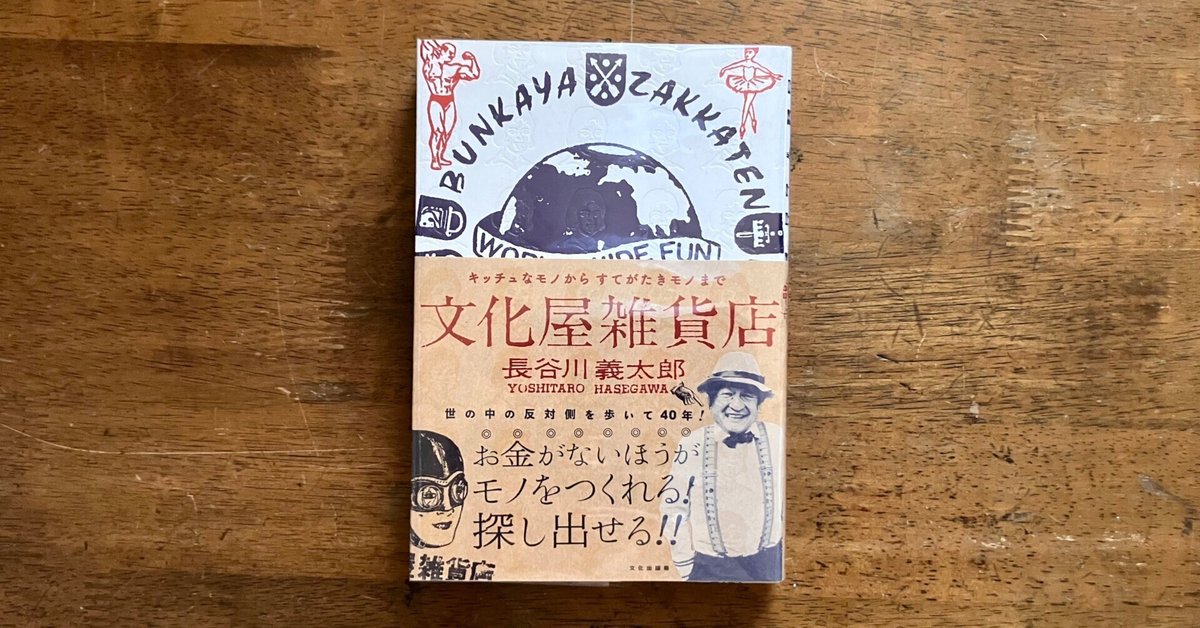 BUNKAYA ZAKKATEN
WORLD WIDE FUN
キッチュなモノから すてがたきモノまで
文化屋雑貨店
長谷川義太郎
YOSHITARO HASEGAWA
世の中の反対側を歩いて40年!
お金がないほうが
モノをつくれる!
探し出せる!!
雑貨店
文化出版局